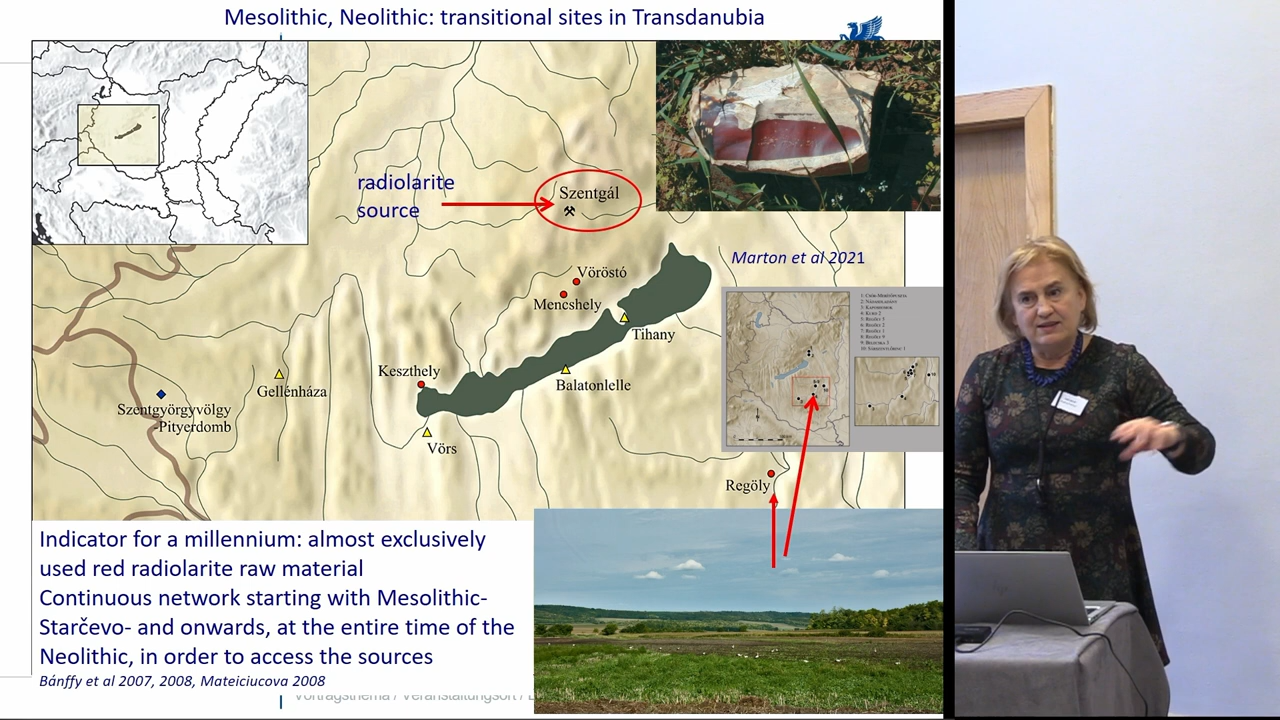 Mesolithic, Neolithic: transitional sites in Transdanubia
radiolarite
source
Szentgál
Marton et al 2021
Vöröstó
Mencshely
Tihany
Keszthely
Balatonlelle
Gellénháza
Szentgyörgyvölgy
-Pityerdomb
Vörs
Regöly
Indicator for a millennium: almost exclusively
used red radiolarite raw material
Continuous network starting with Mesolithic-
Starčevo- and onwards, at the entire time of the
Neolithic, in order to access the sources
Bánffy et al 2007, 2008, Mateiciucova 2008